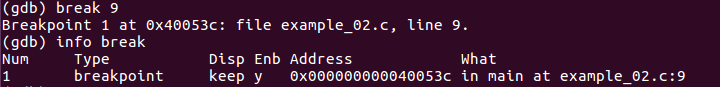 (gdb) break 9
Breakpoint 1 at 0x40053c: file example_02.c, line 9.
(gdb) info break
Num     Type           Disp Enb Address            What
1       breakpoint     keep y   0x000000000040053c in main at example_02.c:9